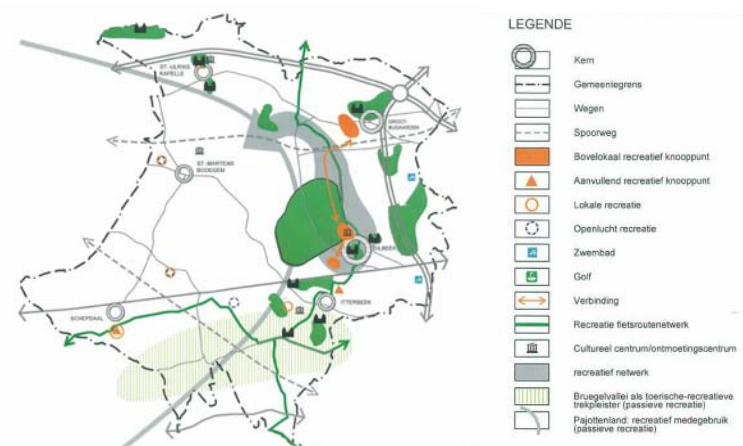 LEGENDE
Kern
Gemeentegrens
Wegen
Spoorweg
Bovelokaal recreatief knooppunt
Aanvullend recreatief knooppunt
Lokale recreatie
Openlucht recreatie
Zwembad
Golf
Verbinding
Recreatie fietsroutenetwerk
Cultureel centrum/ontmoetingscentrum
recreatief netwerk
Bruegelvallei als toerische-recreatieve
trekpleister (passieve recreatie)
Pajottenland: recreatief medegebruik
(passieve recreatie)
ST.-ULRIKS
KAPELLE
GROOT-
BIJGAARDEN
ST.-MARTENS
BODEGEM
DILBEEK
ITTERBEEK
SCHEPDAAL